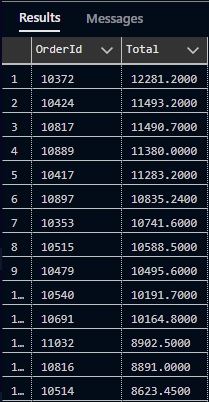 Results Messages
OrderId Total
1 10372 12281.2000
2 10424 11493.2000
3 10817 11490.7000
4 10889 11380.0000
5 10417 11283.2000
6 10897 10835.2400
7 10353 10741.6000
8 10515 10588.5000
9 10479 10495.6000
1... 10540 10191.7000
1... 10691 10164.8000
1... 11032 8902.5000
1... 10816 8891.0000
1... 10514 8623.4500